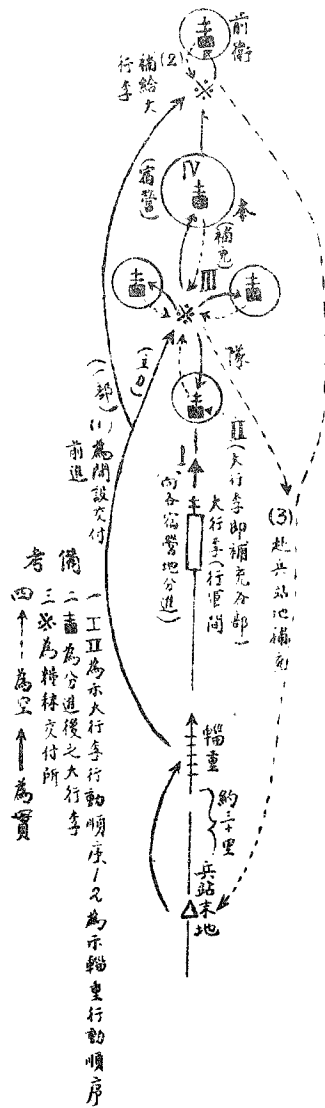 前衛
(2)
補給大
行李
IV
(宿營)
本
(補充)
III
隊
(主力)
(一部)
(1)為開設交付
前進
I
II
(大行李即補充各部)
大行李(行軍間
向各宿營地分進)
(3)赴兵站地補充
輜重
約三十里
兵站末地
備考
一 I II 為示大行李行動順序 1 2 為示輜重行動順序
二 為分進後之大行李
三 ※為糧秣交付所
四 為空 為實